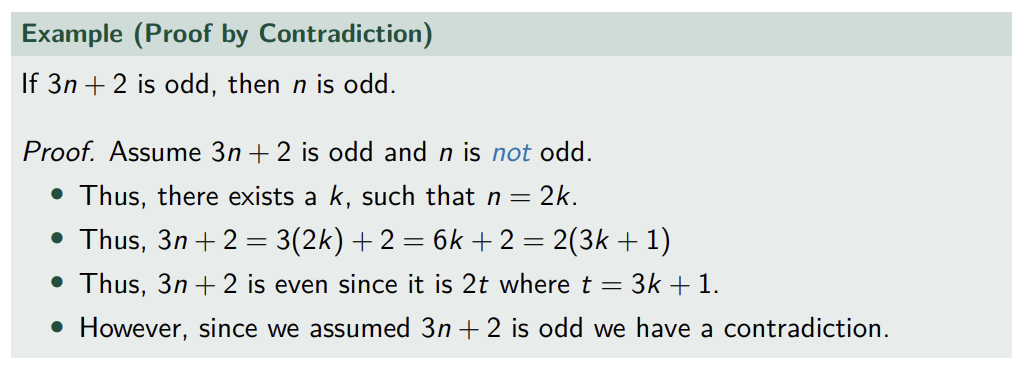 Example (Proof by Contradiction)
If 3n + 2 is odd, then n is odd.
Proof. Assume 3n + 2 is odd and n is not odd.
• Thus, there exists a k, such that n = 2k.
• Thus, 3n + 2 = 3(2k) + 2 = 6k + 2 = 2(3k + 1)
• Thus, 3n + 2 is even since it is 2t where t = 3k + 1.
• However, since we assumed 3n + 2 is odd we have a contradiction.